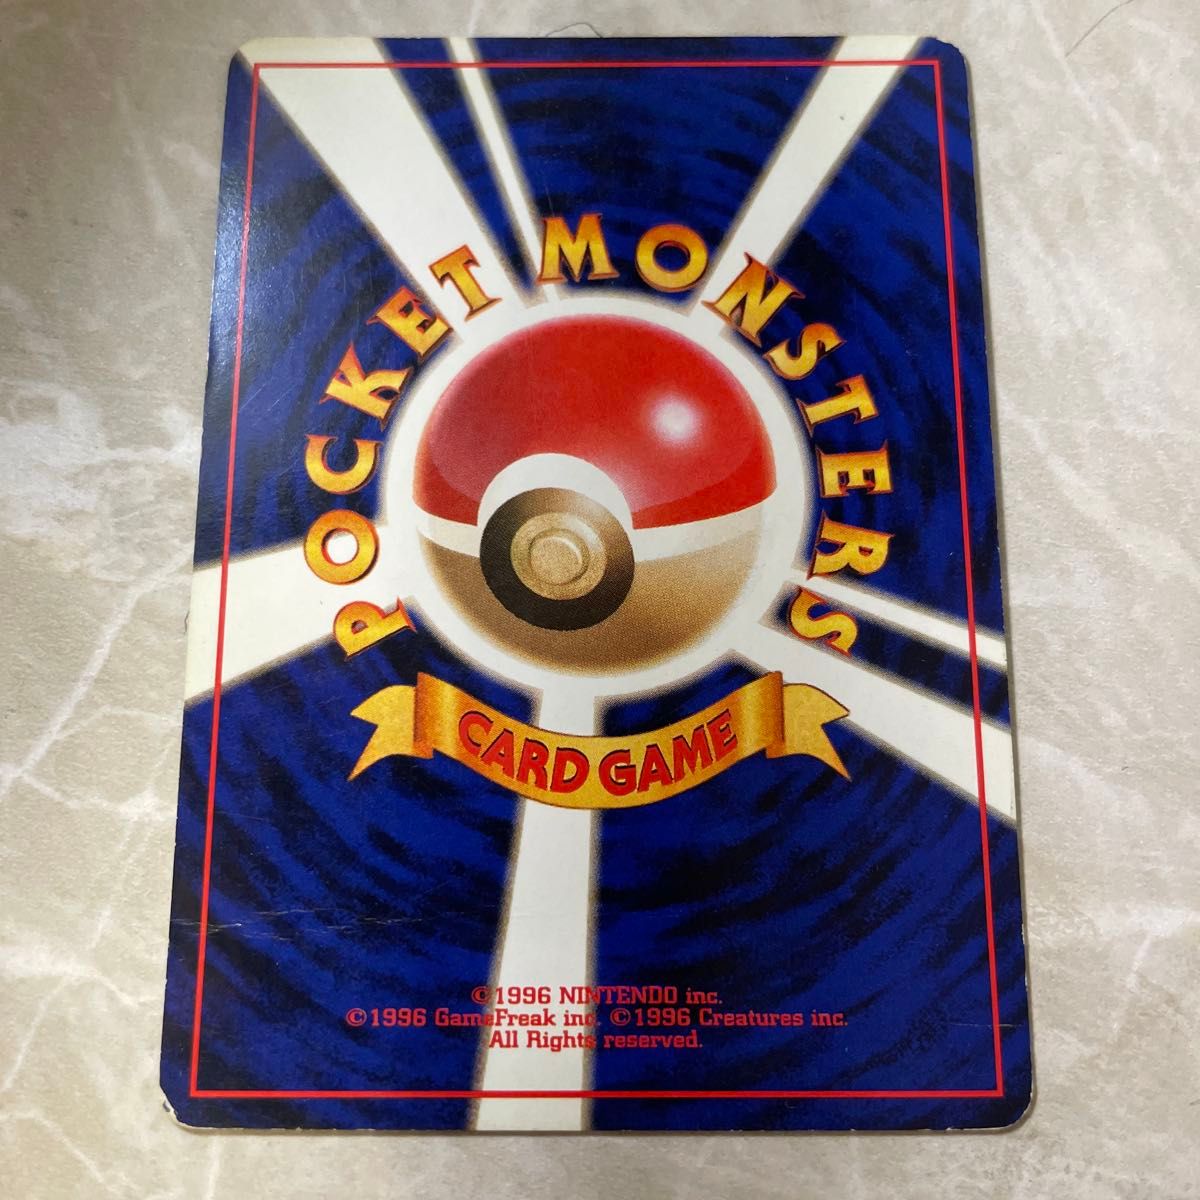 POCKET MONSTERS
CARD GAME
©1996 NINTENDO inc.
©1996 GameFreak inc. ©1996 Creatures inc.
All Rights reserved.